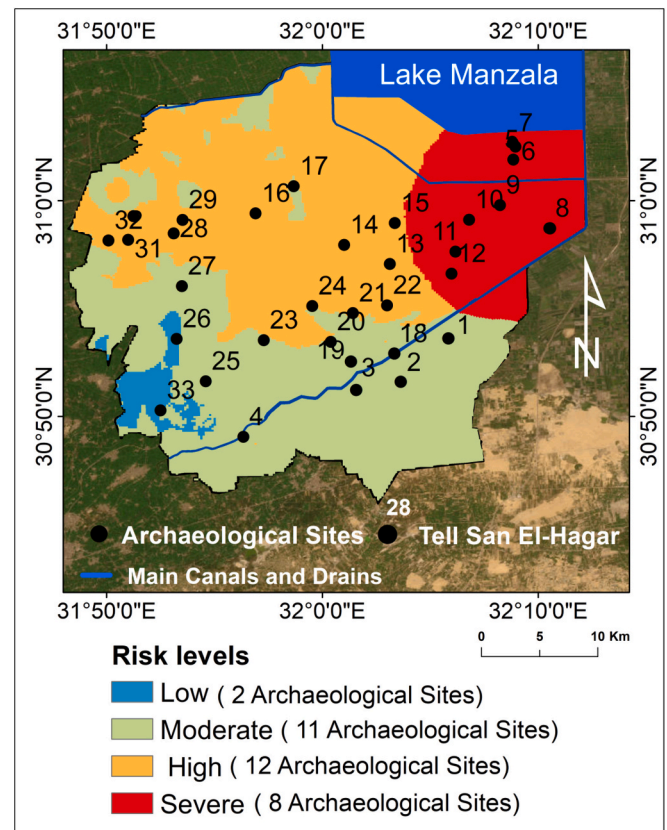 31°50'0"E 32°0'0"E 32°10'0"E
Lake Manzala
7
5
6
17
9
31°0'0"N
31°0'0"N
16
29
15
10
8
32
14
28
11
31
13
12
27
24
22
21
20
26
23
18
1
19
25
3
2
33
30°50'0"N
30°50'0"N
4
28
Archaeological Sites Tell San El-Hagar
Main Canals and Drains
N
31°50'0"E 32°0'0"E 32°10'0"E
0 5 10 Km
Risk levels
Low ( 2 Archaeological Sites)
Moderate ( 11 Archaeological Sites)
High ( 12 Archaeological Sites)
Severe ( 8 Archaeological Sites)